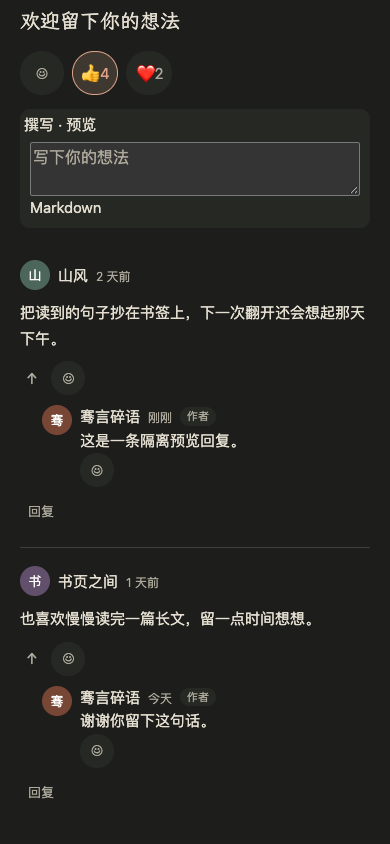 欢迎留下你的想法
👍4 ❤️2
撰写 · 预览
写下你的想法
Markdown
山 山风 2 天前
把读到的句子抄在书签上，下一次翻开还会想起那天
下午。
↑
骞 骞言碎语 刚刚 作者
这是一条隔离预览回复。
回复
书 书页之间 1 天前
也喜欢慢慢读完一篇长文，留一点时间想想。
↑
骞 骞言碎语 今天 作者
谢谢你留下这句话。
回复